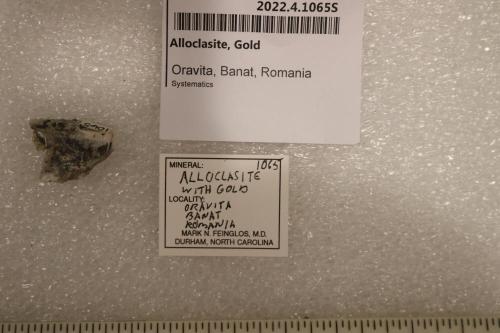 2022.4.1065S
Alloclasite, Gold
Oravita, Banat, Romania
Systematics
MINERAL: 1065
ALLOCLASITE
WITH GOLD
LOCALITY:
ORAVITA
BANAT
ROMANIA
MARK N. FEINGLOS, M.D.
DURHAM, NORTH CAROLINA